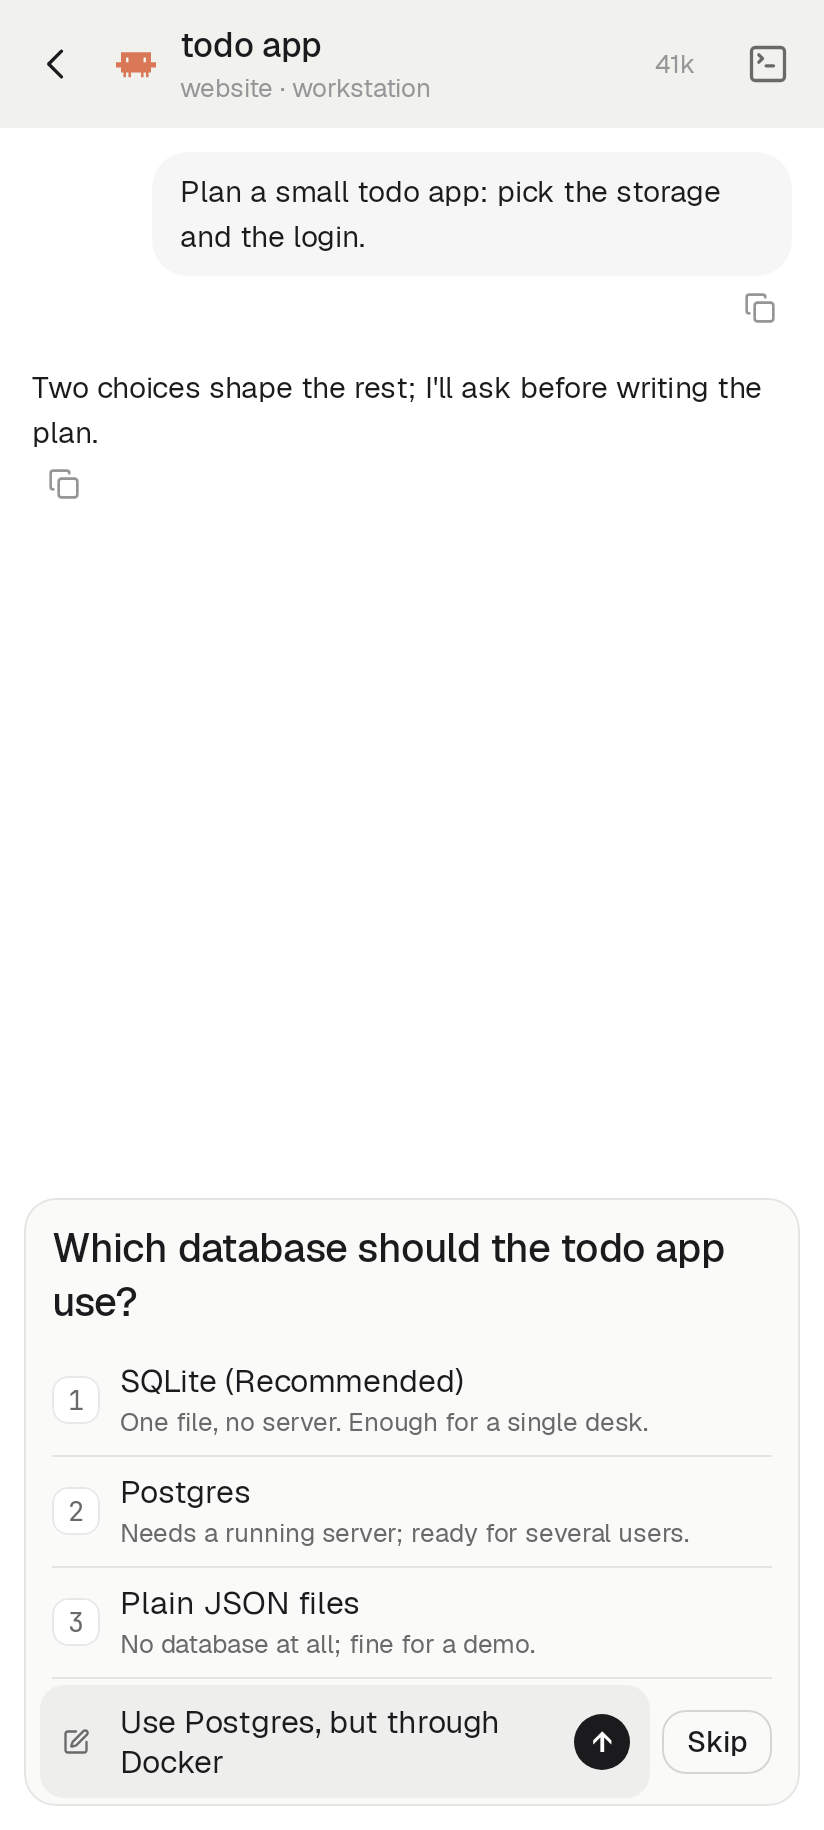 todo app
website · workstation
41k
Plan a small todo app: pick the storage
and the login.
Two choices shape the rest; I'll ask before writing the
plan.
Which database should the todo app
use?
1
SQLite (Recommended)
One file, no server. Enough for a single desk.
2
Postgres
Needs a running server; ready for several users.
3
Plain JSON files
No database at all; fine for a demo.
Use Postgres, but through
Docker
Skip